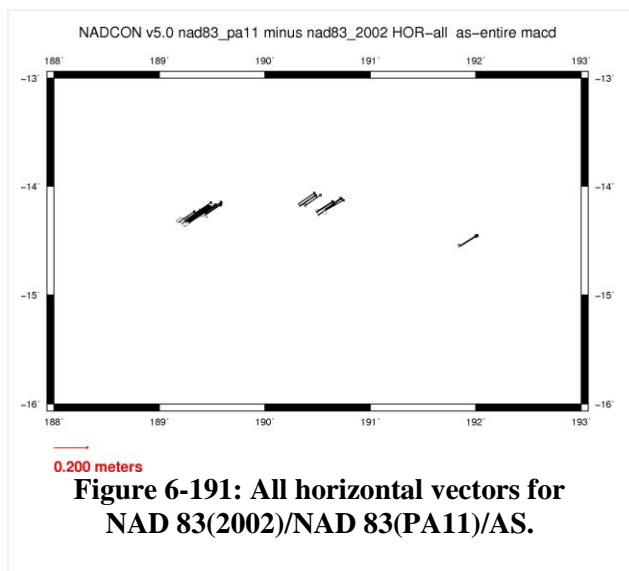 NADCON v5.0 nad83_pa11 minus nad83_2002 HOR-all as-entire macd
188˚ 189˚ 190˚ 191˚ 192˚ 193˚
-13˚ -13˚
-14˚ -14˚
-15˚ -15˚
-16˚ -16˚
188˚ 189˚ 190˚ 191˚ 192˚ 193˚
0.200 meters
Figure 6-191: All horizontal vectors for
NAD 83(2002)/NAD 83(PA11)/AS.